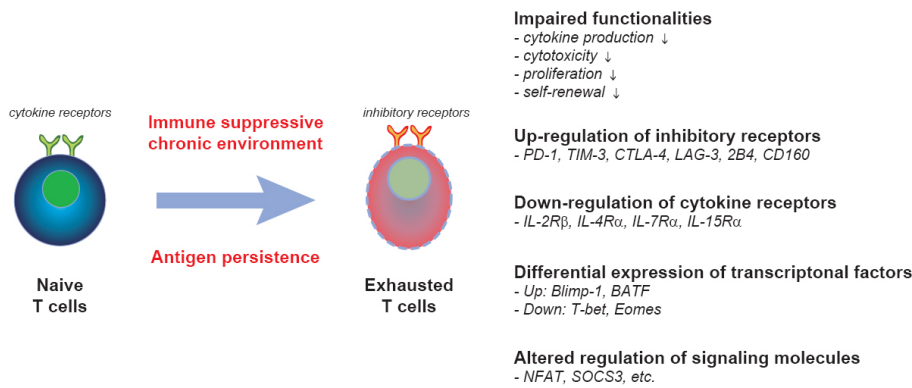 cytokine receptors
Immune suppressive
chronic environment
inhibitory receptors
Antigen persistence
Naive
T cells
Exhausted
T cells
Impaired functionalities
- cytokine production ↓
- cytotoxicity ↓
- proliferation ↓
- self-renewal ↓
Up-regulation of inhibitory receptors
- PD-1, TIM-3, CTLA-4, LAG-3, 2B4, CD160
Down-regulation of cytokine receptors
- IL-2Rβ, IL-4Rα, IL-7Rα, IL-15Rα
Differential expression of transcriptonal factors
- Up: Blimp-1, BATF
- Down: T-bet, Eomes
Altered regulation of signaling molecules
- NFAT, SOCS3, etc.